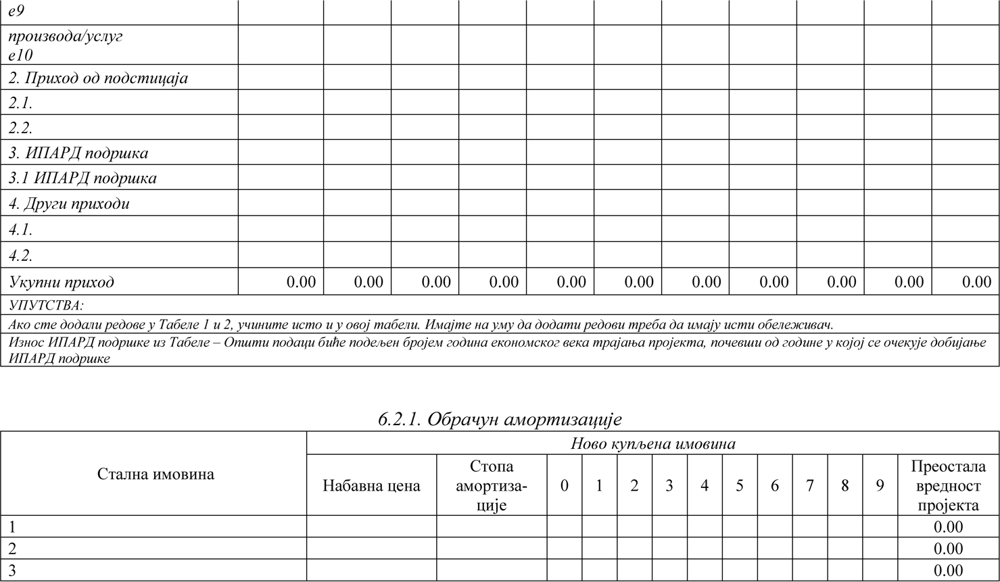 е9
производа/услуг
е10
2. Приход од подстицаја
2.1.
2.2.
3. ИПАРД подршка
3.1 ИПАРД подршка
4. Други приходи
4.1.
4.2.
Укупни приход 0.00 0.00 0.00 0.00 0.00 0.00 0.00 0.00 0.00 0.00 0.00
УПУТСТВА:
Ако сте додали редове у Табеле 1 и 2, учините исто и у овој табели. Имајте на уму да додати редови треба да имају исти обележивач.
Износ ИПАРД подршке из Табеле – Општи подаци биће подељен бројем година економског века трајања пројекта, почевши од године у којој се очекује добијање
ИПАРД подршке
6.2.1. Обрачун амортизације
Стална имовина
Ново купљена имовина
Набавна цена
Стопа
амортиза-
ције
0 1 2 3 4 5 6 7 8 9
Преостала
вредност
пројекта
1 0.00
2 0.00
3 0.00